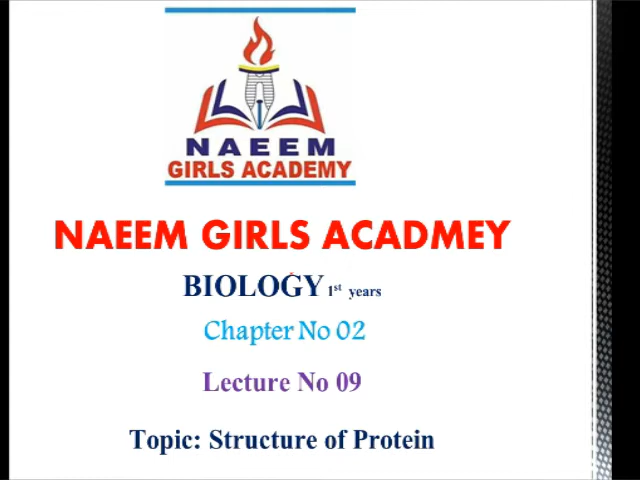 NAEEM
GIRLS ACADEMY
NAEEM GIRLS ACADMEY
BIOLOGY 1st years
Chapter No 02
Lecture No 09
Topic: Structure of Protein